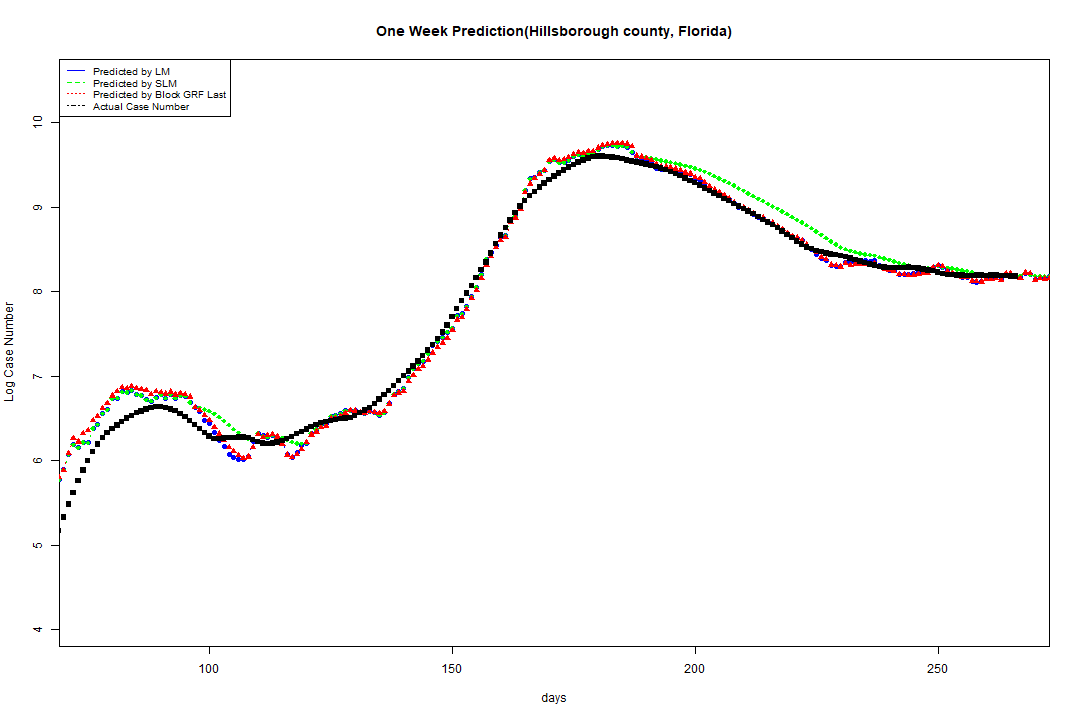 One Week Prediction(Hillsborough county, Florida)
Predicted by LM
Predicted by SLM
Predicted by Block GRF Last
Actual Case Number
10
9
8
7
6
5
4
Log Case Number
100 150 200 250
days